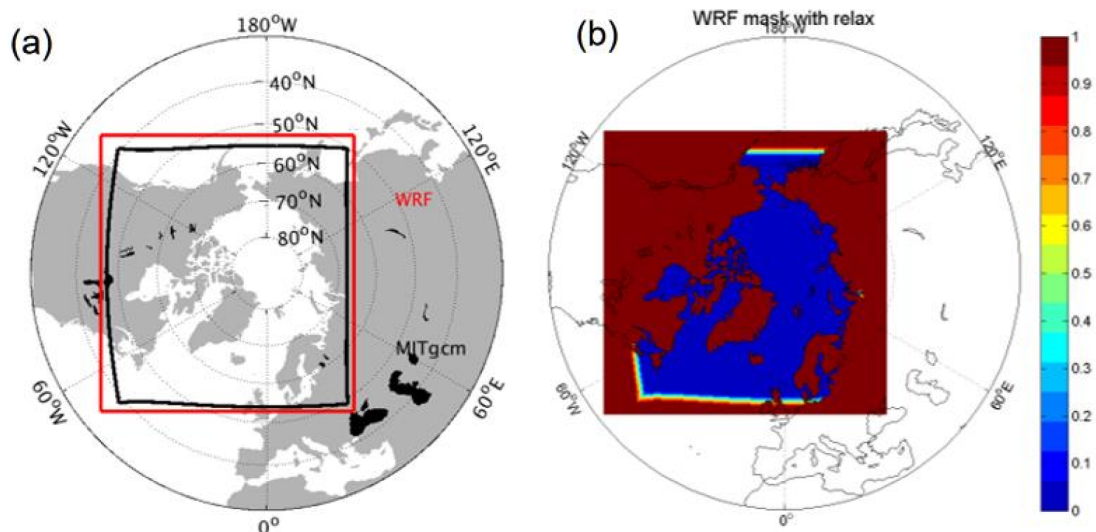 (a)
180°W
40°N
50°N
60°N
70°N
80°N
120°W
120°E
WRF
MITgcm
60°W
60°E
0°
(b)
WRF mask with relax
180°W
120°W
120°E
60°W
60°E
0°
1
0.9
0.8
0.7
0.6
0.5
0.4
0.3
0.2
0.1
0